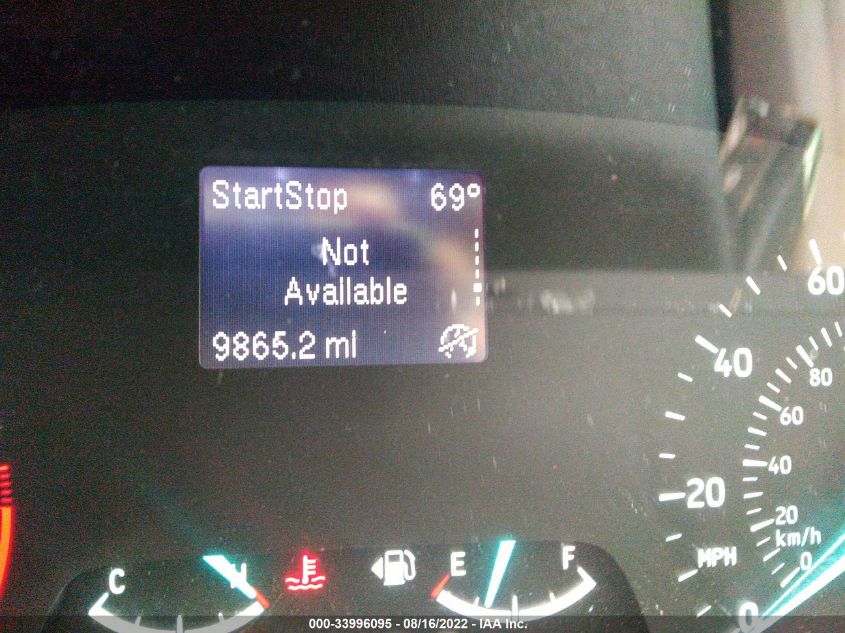 StartStop 69°
Not
Available
9865.2 mi
60
40
80
60
40
20
20
km/h
MPH
0
0
C H E F
000-33996095 - 08/16/2022 - IAA Inc.